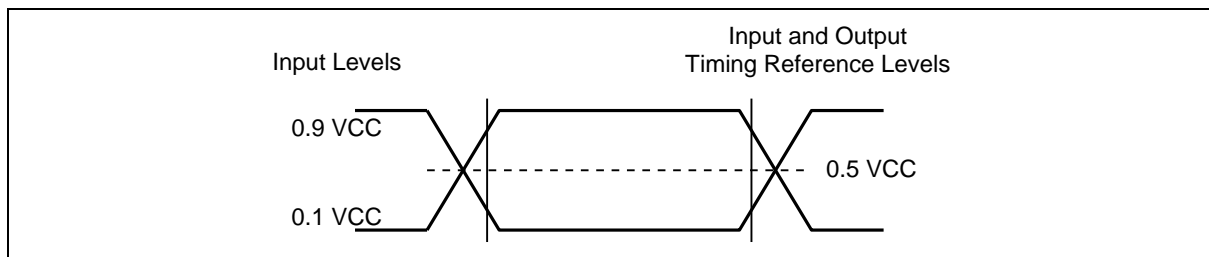 Input Levels
Input and Output
Timing Reference Levels
0.9 VCC
0.5 VCC
0.1 VCC